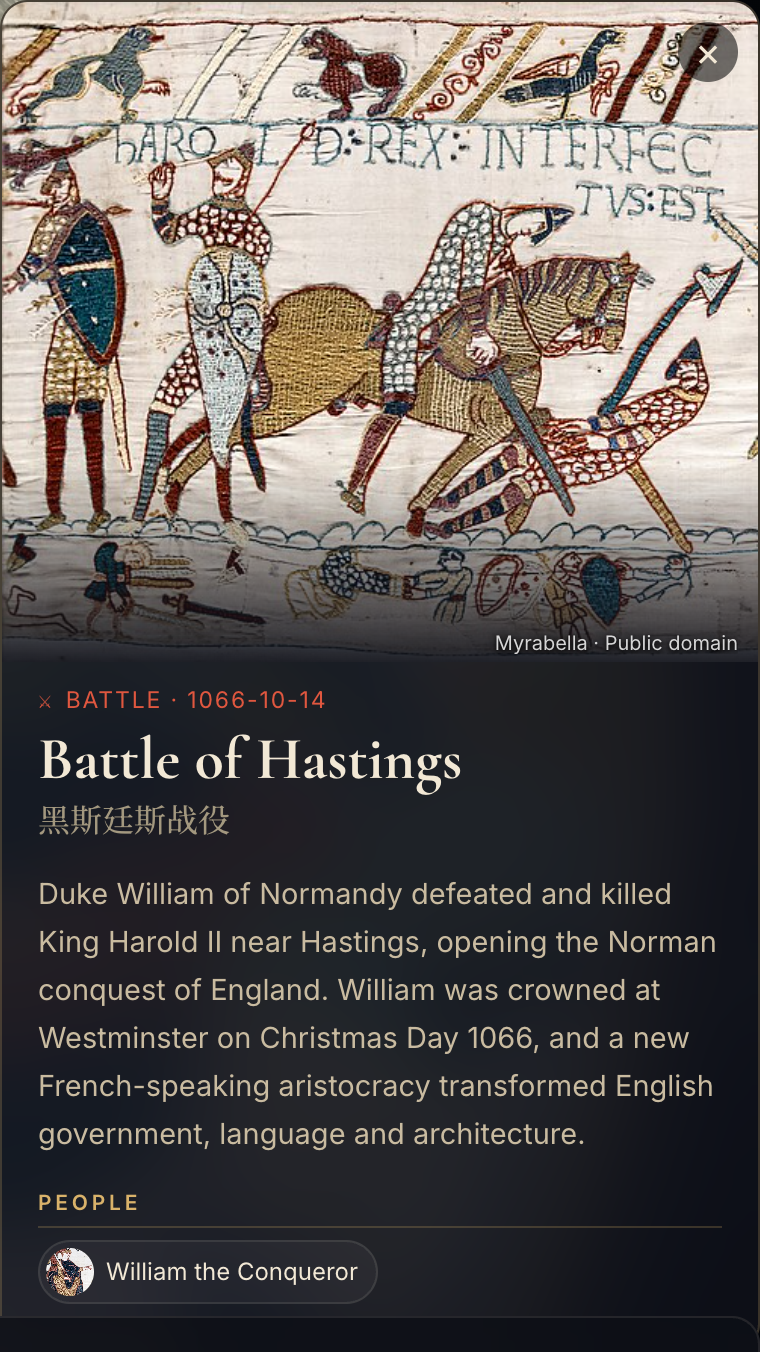 hARO L D:REX:INTERFEC
TVS:EST
Myrabella · Public domain
BATTLE · 1066-10-14
Battle of Hastings
黑斯廷斯战役
Duke William of Normandy defeated and killed
King Harold II near Hastings, opening the Norman
conquest of England. William was crowned at
Westminster on Christmas Day 1066, and a new
French-speaking aristocracy transformed English
government, language and architecture.
PEOPLE
William the Conqueror